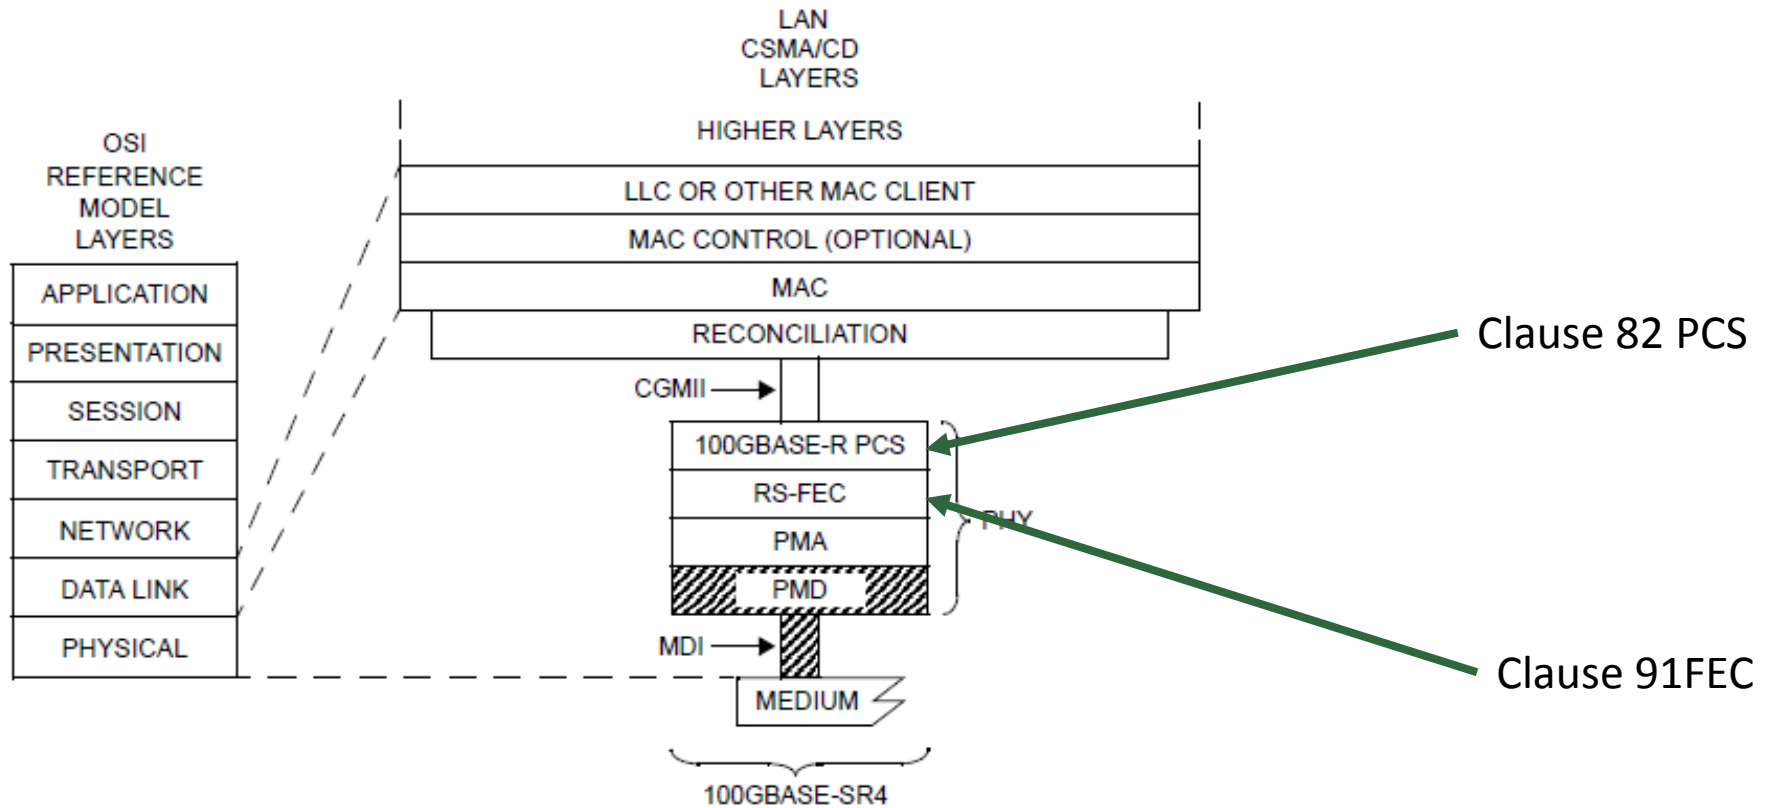 LAN
CSMA/CD
LAYERS
HIGHER LAYERS
OSI
REFERENCE
MODEL
LAYERS
LLC OR OTHER MAC CLIENT
MAC CONTROL (OPTIONAL)
MAC
RECONCILIATION
APPLICATION
PRESENTATION
SESSION
TRANSPORT
NETWORK
DATA LINK
PHYSICAL
CGMII
100GBASE-R PCS
RS-FEC
PMA
PMD
PHY
MDI
MEDIUM
100GBASE-SR4
Clause 82 PCS
Clause 91FEC